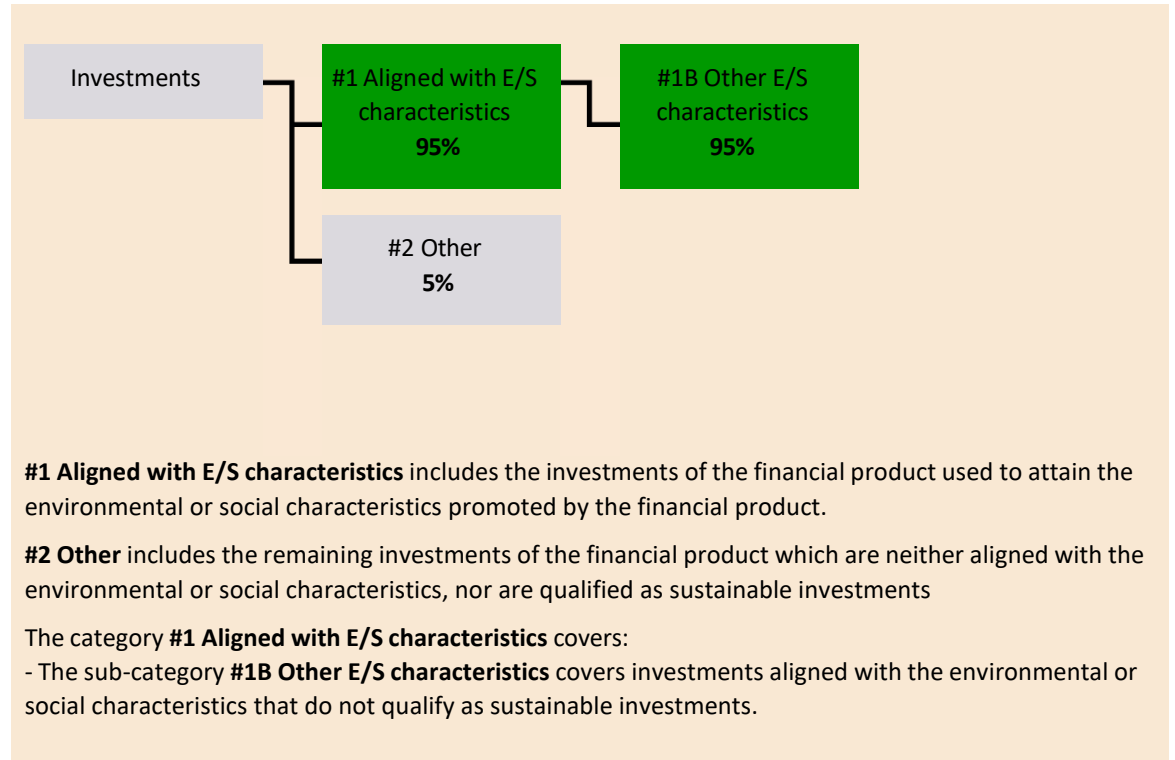 Investments
#1 Aligned with E/S
characteristics
95%
#1B Other E/S
characteristics
95%
#2 Other
5%
#1 Aligned with E/S characteristics includes the investments of the financial product used to attain the
environmental or social characteristics promoted by the financial product.
#2 Other includes the remaining investments of the financial product which are neither aligned with the
environmental or social characteristics, nor are qualified as sustainable investments
The category #1 Aligned with E/S characteristics covers:
- The sub-category #1B Other E/S characteristics covers investments aligned with the environmental or
social characteristics that do not qualify as sustainable investments.